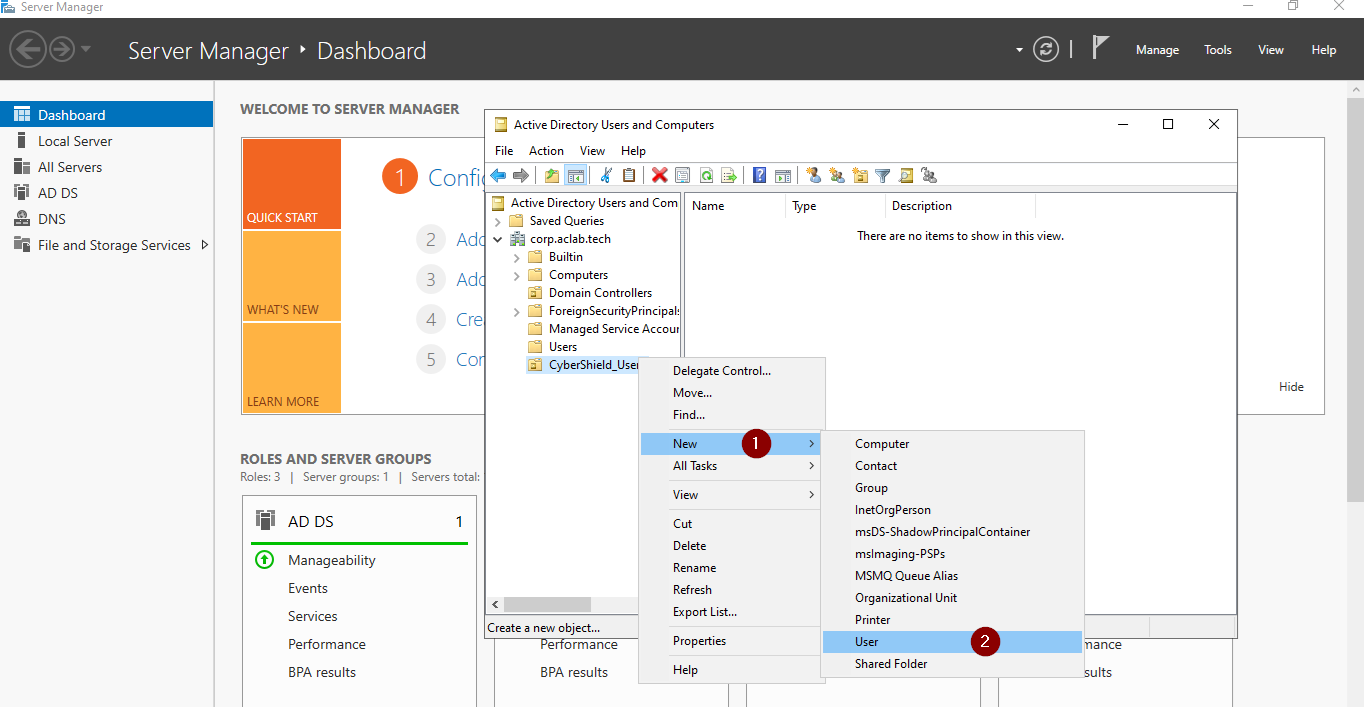 Server Manager
Server Manager ‣ Dashboard
Manage Tools View Help
Dashboard
Local Server
All Servers
AD DS
DNS
File and Storage Services
WELCOME TO SERVER MANAGER
QUICK START
WHAT'S NEW
LEARN MORE
1 Config
2 Add
3 Add
4 Cre
5 Cor
Hide
ROLES AND SERVER GROUPS
Roles: 3 | Server groups: 1 | Servers total:
AD DS 1
Manageability
Events
Services
Performance
BPA results
Performance
BPA results
mance
sults
Active Directory Users and Computers
File Action View Help
Active Directory Users and Com
Saved Queries
corp.aclab.tech
Builtin
Computers
Domain Controllers
ForeignSecurityPrincipals
Managed Service Accour
Users
CyberShield_User
Name Type Description
There are no items to show in this view.
Create a new object...
Delegate Control...
Move...
Find...
New 1
All Tasks
View
Cut
Delete
Rename
Refresh
Export List...
Properties
Help
Computer
Contact
Group
InetOrgPerson
msDS-ShadowPrincipalContainer
msImaging-PSPs
MSMQ Queue Alias
Organizational Unit
Printer
User 2
Shared Folder